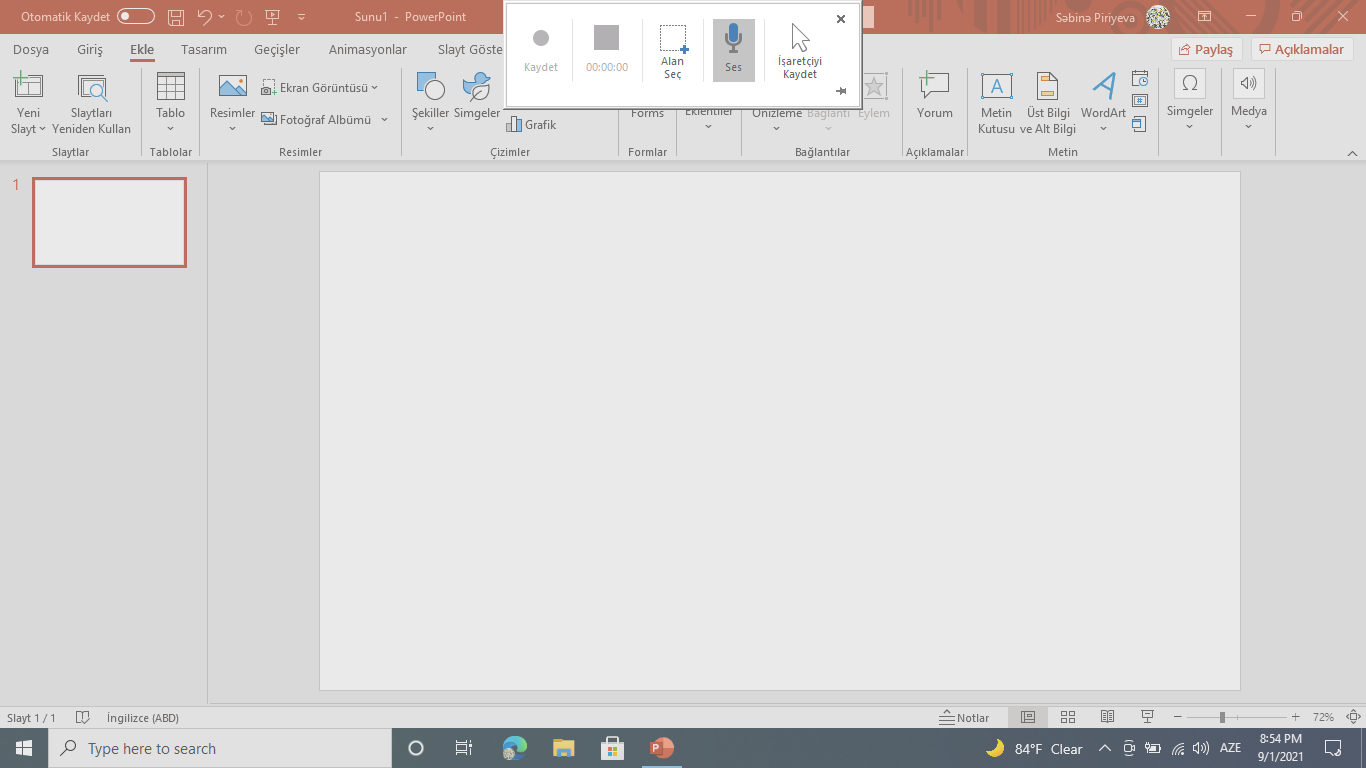 Otomatik Kaydet
Sunu1 - PowerPoint
Səbinə Piriyeva
Dosya Giriş Ekle Tasarım Geçişler Animasyonlar Slayt Göste
Paylaş Açıklamalar
Kaydet
00:00:00
Alan
Seç
Ses
İşaretçiyi
Kaydet
Yeni
Slayt
Slaytları
Yeniden Kullan
Slaytlar
Tablo
Tablolar
Resimler
Ekran Görüntüsü
Fotoğraf Albümü
Resimler
Şekiller
Simgeler
Grafik
Çizimler
Forms
Formlar
Eklentiler
Önizleme
Bağlantı
Eylem
Bağlantılar
Yorum
Açıklamalar
Metin
Kutusu
Üst Bilgi
ve Alt Bilgi
WordArt
Metin
Simgeler
Medya
1
Slayt 1 / 1
İngilizce (ABD)
Notlar
72%
Type here to search
84°F Clear
AZE
8:54 PM
9/1/2021